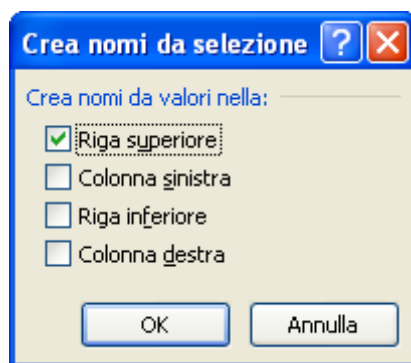 Crea nomi da selezione ?
Crea nomi da valori nella:
Riga superiore
Colonna sinistra
Riga inferiore
Colonna destra
OK Annulla